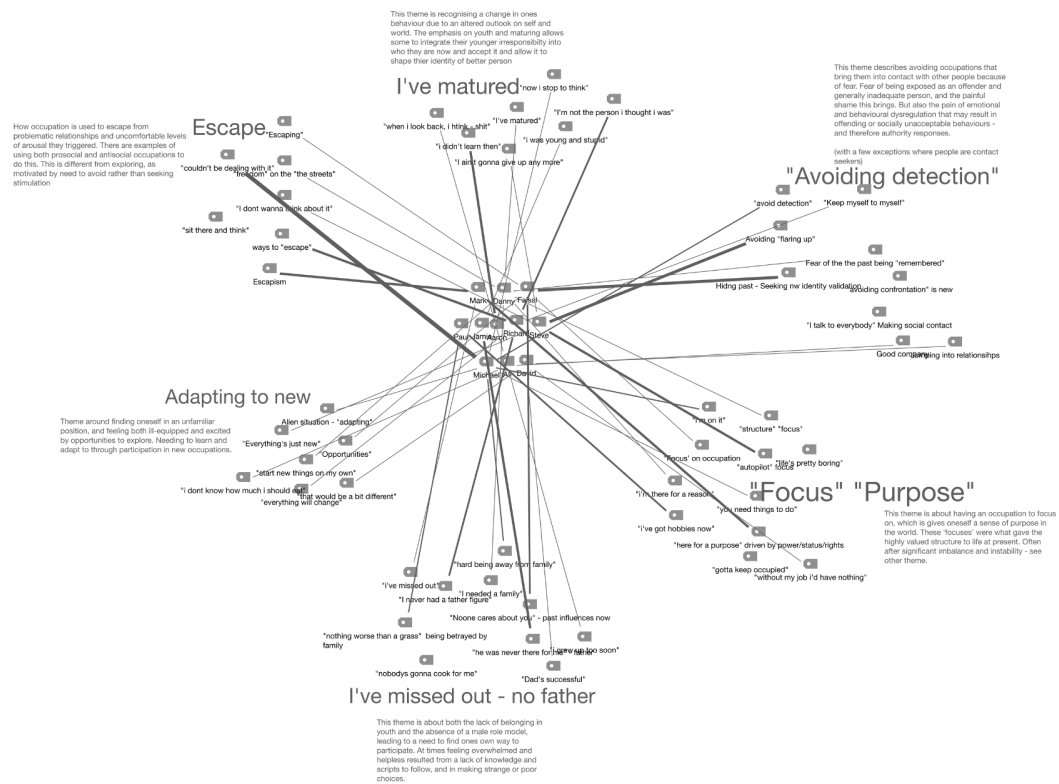 This theme is recognising a change in ones
behaviour due to an altered outlook on self and
world. The emphasis on youth and maturing allows
some to integrate their younger irresponsibilty into
who they are now and accept it and allow it to
shape thier identity of better person
I've matured
"now i stop to think"
"I've matured"
"I'm not the person i thought i was"
"when i look back, i htink - shit"
"i was young and stupid"
"i didn't learn then"
"I ain't gonna give up any more"
How occupation is used to escape from
problematic relationships and uncomfortable levels
of arousal they triggered. There are examples of
using both prosocial and antisocial occupations to
do this. This is different from exploring, as
motivated by need to avoid rather than seeking
stimulation
Escape
"Escaping"
"couldn't be dealing with it"
"freedom" on the "the streets"
"I dont wanna think about it"
"sit there and think"
ways to "escape"
Escapism
This theme describes avoiding occupations that
bring them into contact with other people because
of fear. Fear of being exposed as an offender and
generally inadequate person, and the painful
shame this brings. But also the pain of emotional
and behavioural dysregulation that may result in
offending or socially unacceptable behaviours -
and therefore authority responses.
(with a few exceptions where people are contact
seekers)
"Avoiding detection"
"avoid detection"
"Keep myself to myself"
Avoiding "flaring up"
Fear of the the past being "remembered"
Hidng past - Seeking nw identity validation
"avoiding confrontation" is new
"I talk to everybody" Making social contact
Good company
into relationsihps
Mark
Danny
Faysal
Paul
Jamie
Aaron
Richard
Steve
Michael
Ali
David
Adapting to new
Theme around finding oneself in an unfamiliar
position, and feeling both ill-equipped and excited
by opportunities to explore. Needing to learn and
adapt to through participation in new occupations.
Alien situation - "adapting"
"Everything's just new"
"Opportunities"
"start new things on my own"
"i dont know how much i should eat"
"that would be a bit different"
"everything will change"
"i'm on it"
"structure" "focus"
"focus' on occupation
"autopilot" focus
"life's pretty boring"
"Focus" "Purpose"
"i'm there for a reason"
"you need things to do"
"i've got hobbies now"
"here for a purpose" driven by power/status/rights
"gotta keep occupied"
"without my job i'd have nothing"
This theme is about having an occupation to focus
on, which is gives oneself a sense of purpose in
the world. These 'focuses' were what gave the
highly valued structure to life at present. Often
after significant imbalance and instability - see
other theme.
"hard being away from family"
"i've missed out"
"I never had a father figure"
"I needed a family"
"Noone cares about you" - past influences now
"nothing worse than a grass" being betrayed by
family
"he was never there for me" - father
"i grew up too soon"
"nobodys gonna cook for me"
"Dad's successful"
I've missed out - no father
This theme is about both the lack of belonging in
youth and the absence of a male role model,
leading to a need to find ones own way to
participate. At times feeling overwhelmed and
helpless resulted from a lack of knowledge and
scripts to follow, and in making strange or poor
choices.